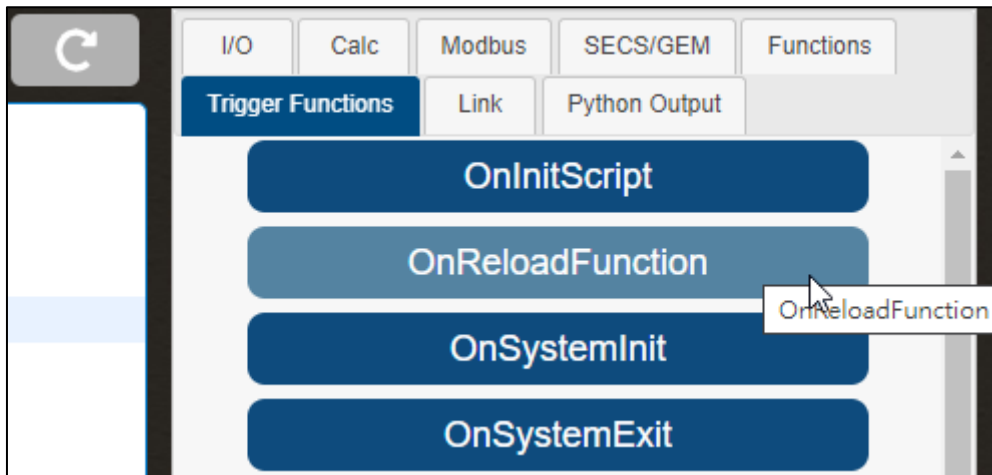 I/O Calc Modbus SECS/GEM Functions
Trigger Functions Link Python Output
OnInitScript
OnReloadFunction
OnReloadFunction
OnSystemInit
OnSystemExit